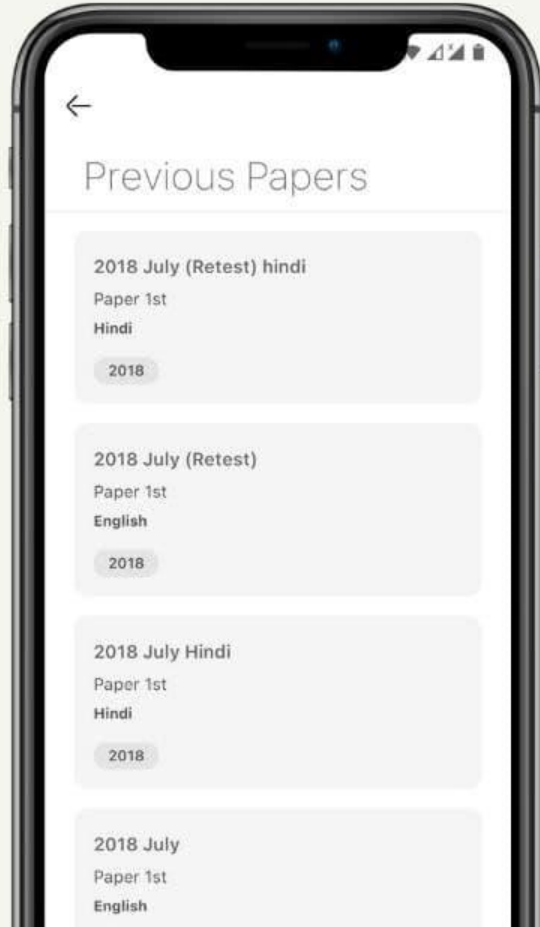 Previous Papers
2018 July (Retest) hindi
Paper 1st
Hindi
2018
2018 July (Retest)
Paper 1st
English
2018
2018 July Hindi
Paper 1st
Hindi
2018
2018 July
Paper 1st
English